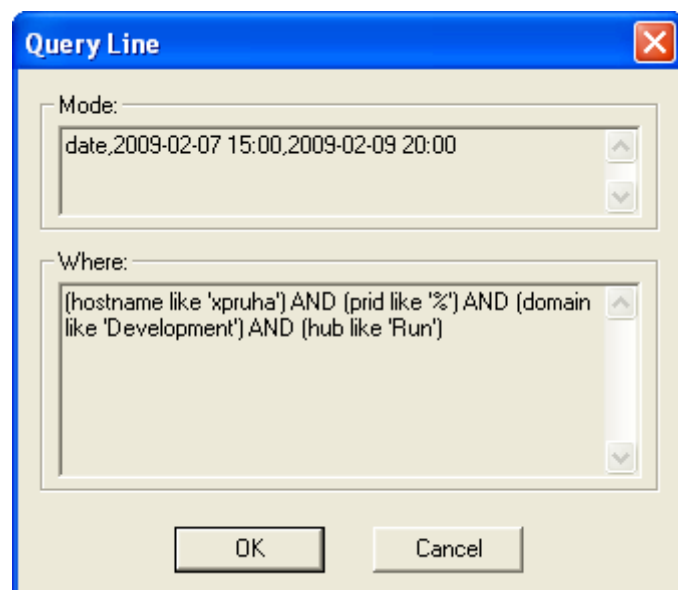 Query Line
Mode:
date,2009-02-07 15:00,2009-02-09 20:00
Where:
(hostname like 'xpruha') AND (prid like '%') AND (domain
like 'Development') AND (hub like 'Run')
OK
Cancel